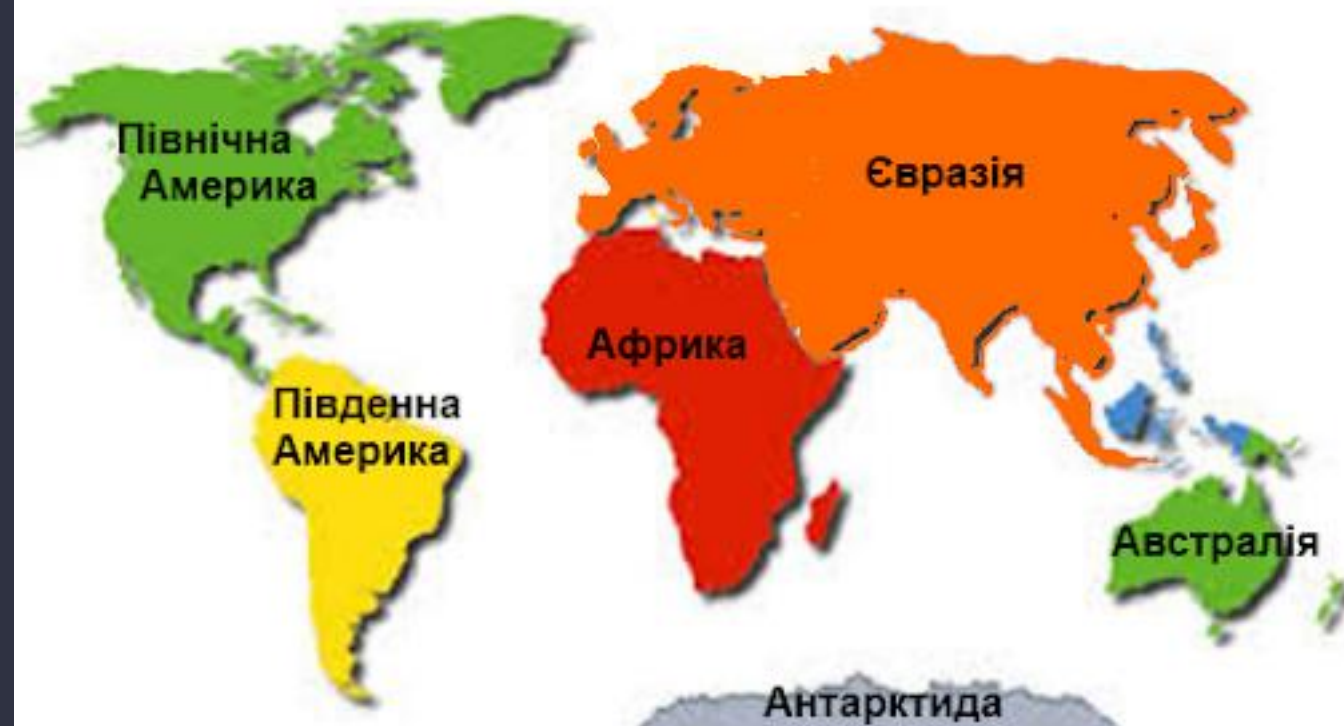 Північна
Америка
Євразія
Африка
Південна
Америка
Австралія
Антарктида